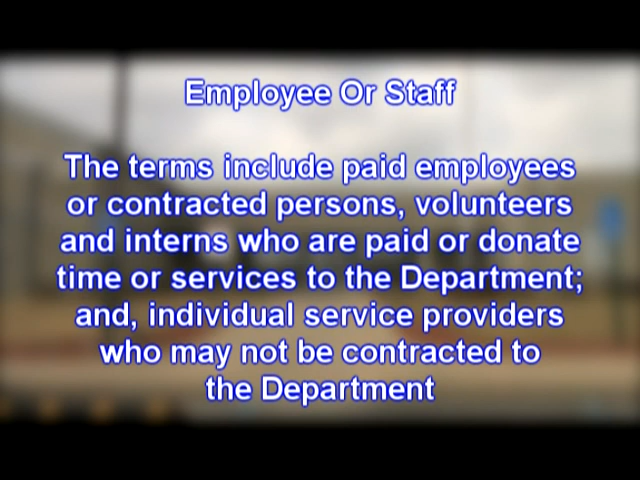 Employee Or Staff
The terms include paid employees
or contracted persons, volunteers
and interns who are paid or donate
time or services to the Department;
and, individual service providers
who may not be contracted to
the Department